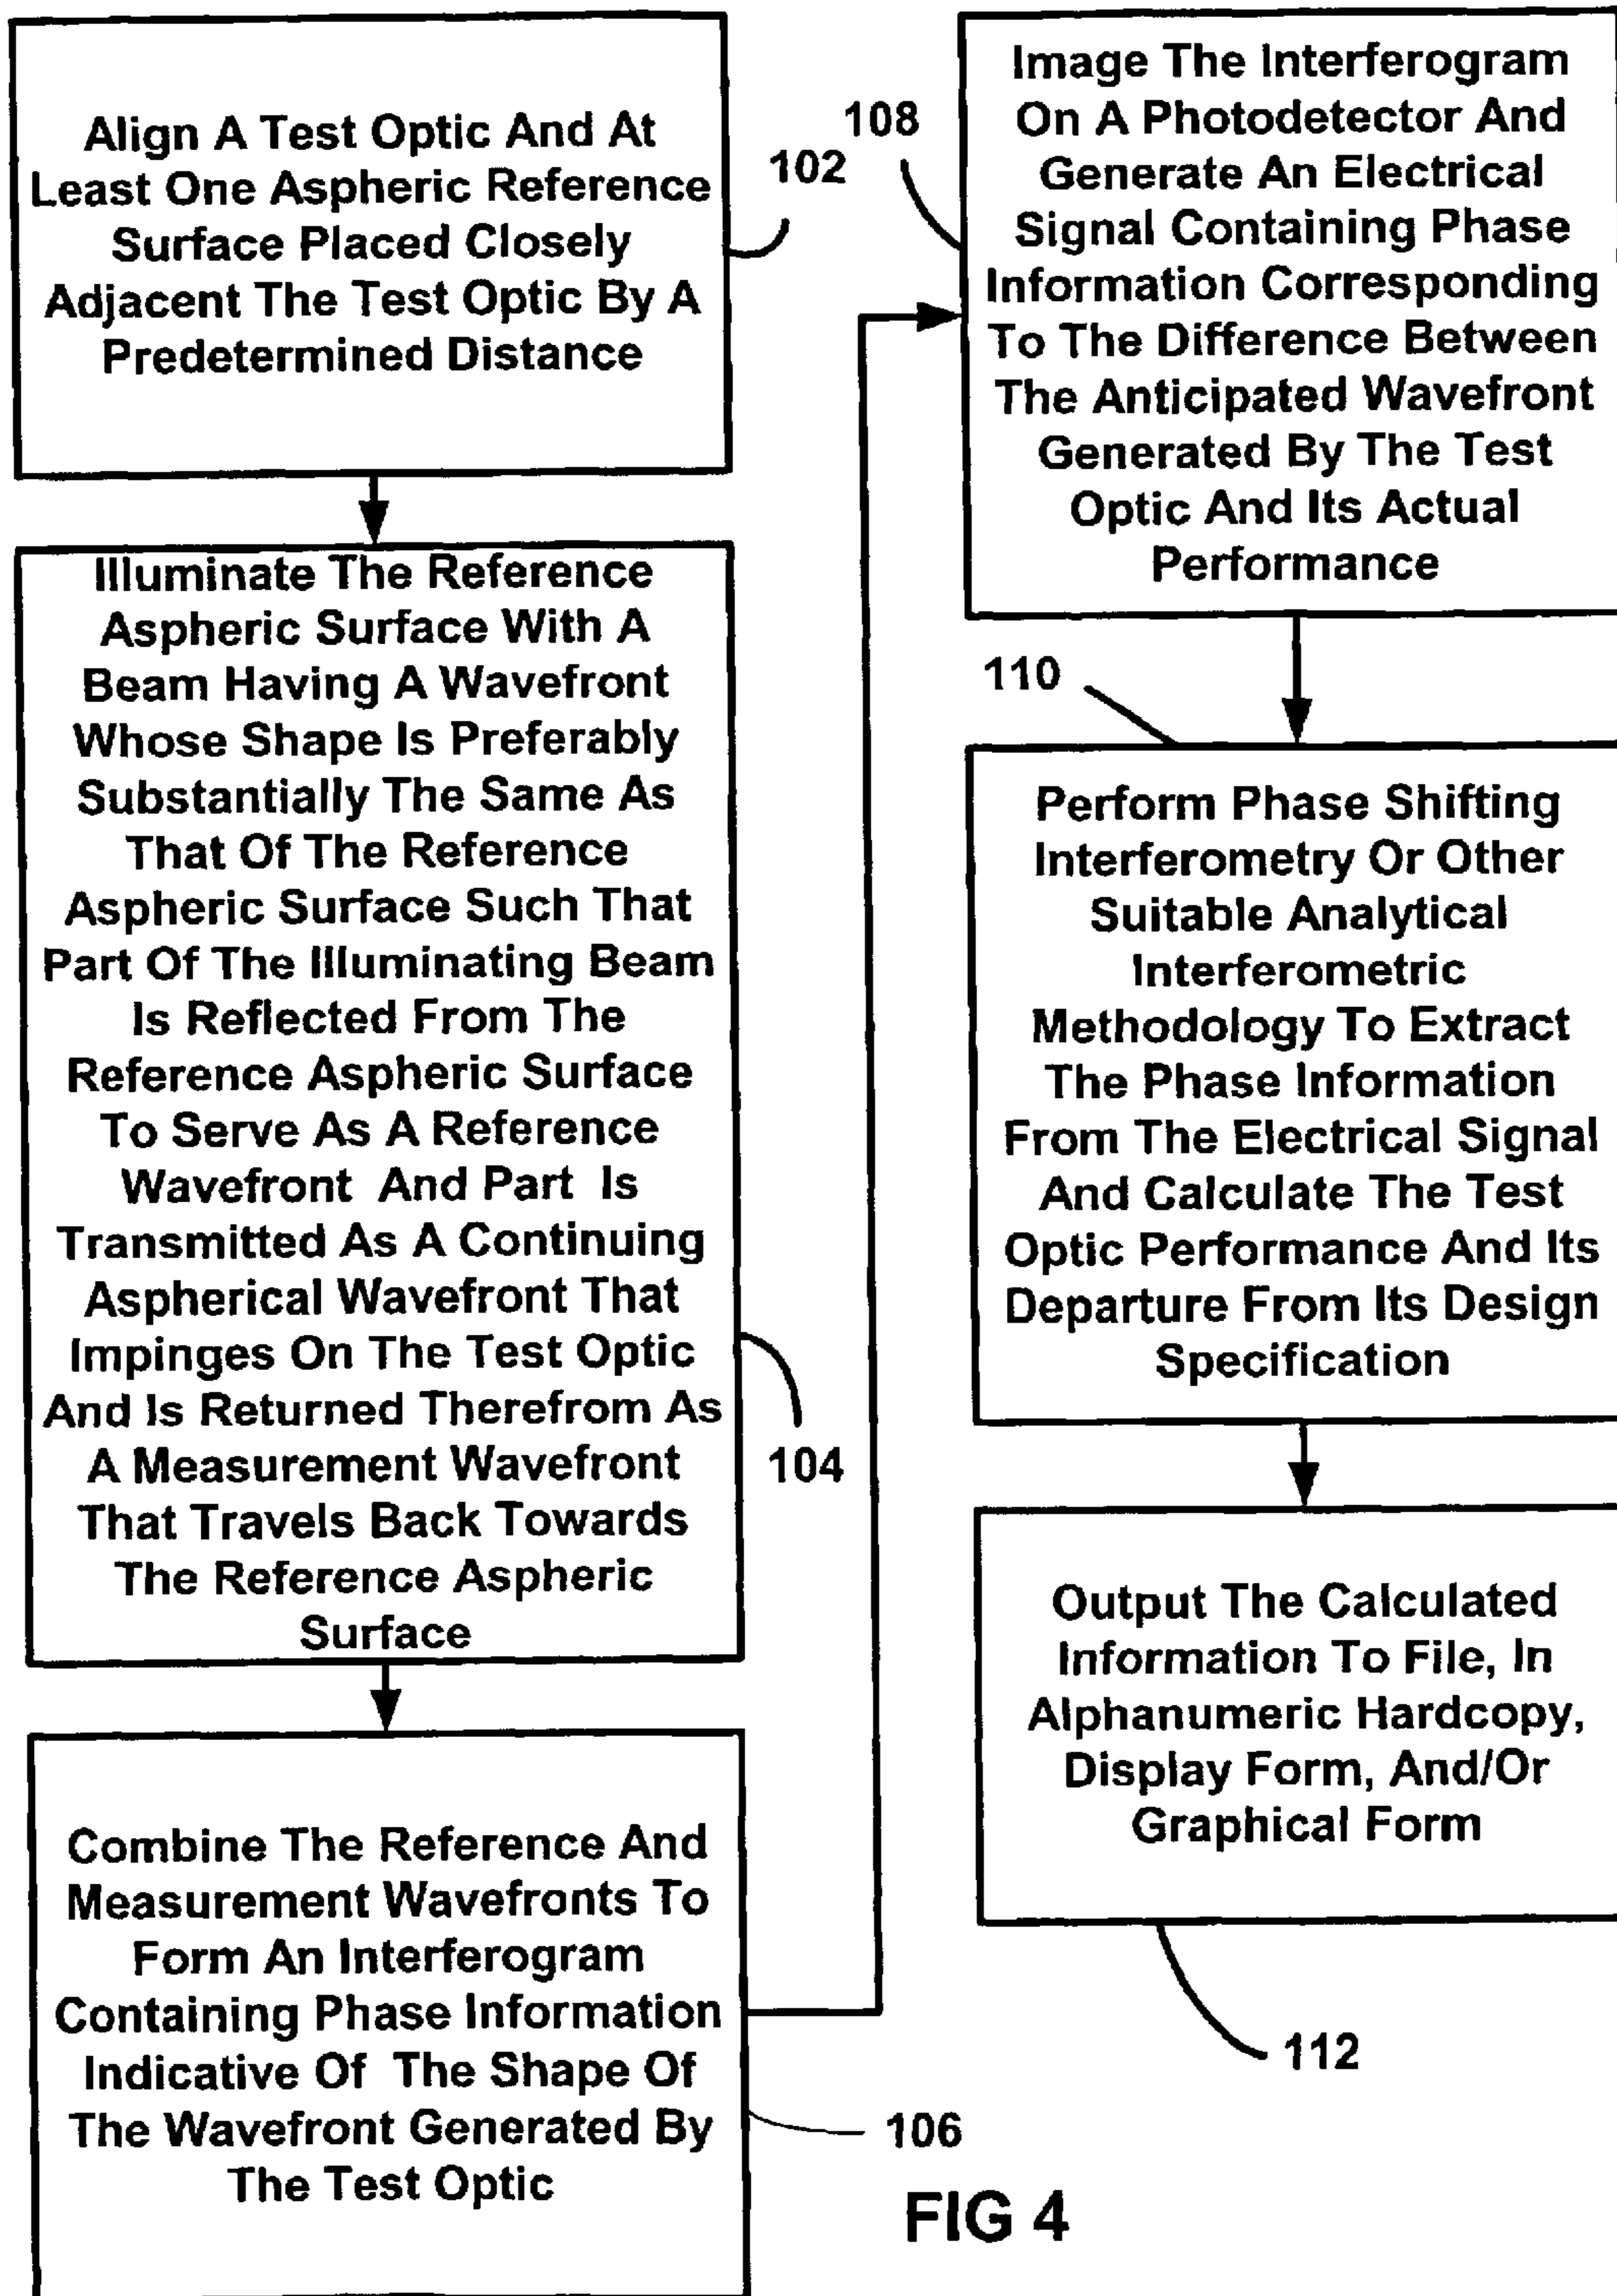 Align A Test Optic And At
Least One Aspheric Reference
Surface Placed Closely
Adjacent The Test Optic By A
Predetermined Distance
102
Illuminate The Reference
Aspheric Surface With A
Beam Having A Wavefront
Whose Shape Is Preferably
Substantially The Same As
That Of The Reference
Aspheric Surface Such That
Part Of The Illuminating Beam
Is Reflected From The
Reference Aspheric Surface
To Serve As A Reference
Wavefront And Part Is
Transmitted As A Continuing
Aspherical Wavefront That
Impinges On The Test Optic
And Is Returned Therefrom As
A Measurement Wavefront
That Travels Back Towards
The Reference Aspheric
Surface
104
Combine The Reference And
Measurement Wavefronts To
Form An Interferogram
Containing Phase Information
Indicative Of The Shape Of
The Wavefront Generated By
The Test Optic
106
108
Image The Interferogram
On A Photodetector And
Generate An Electrical
Signal Containing Phase
Information Corresponding
To The Difference Between
The Anticipated Wavefront
Generated By The Test
Optic And Its Actual
Performance
110
Perform Phase Shifting
Interferometry Or Other
Suitable Analytical
Interferometric
Methodology To Extract
The Phase Information
From The Electrical Signal
And Calculate The Test
Optic Performance And Its
Departure From Its Design
Specification
Output The Calculated
Information To File, In
Alphanumeric Hardcopy,
Display Form, And/Or
Graphical Form
112
FIG 4